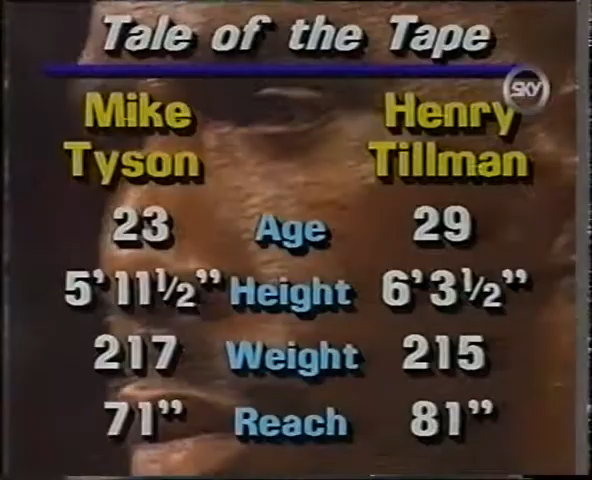 Tale of the Tape
SKY
Mike Tyson
Henry Tillman
23 Age 29
5'11½" Height 6'3½"
217 Weight 215
71" Reach 81"